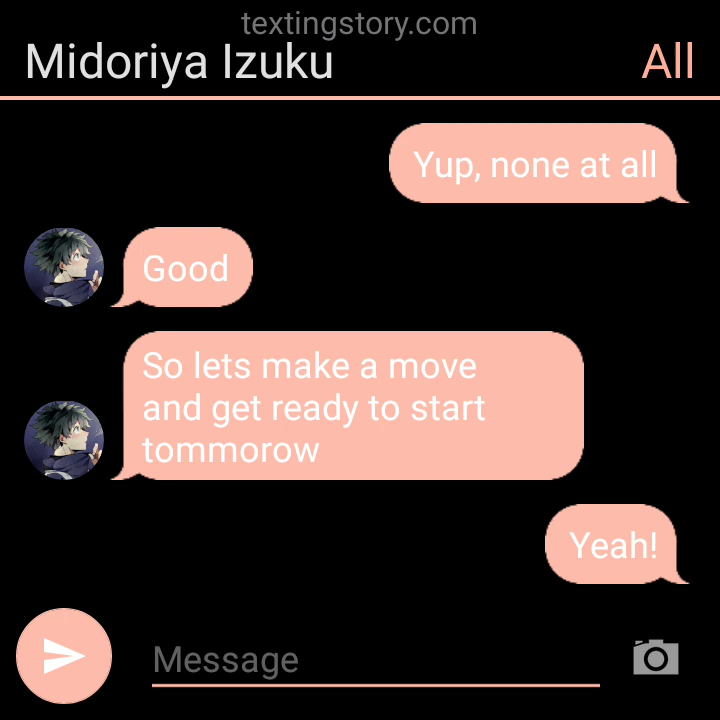 textingstory.com
Midoriya Izuku
All
Yup, none at all
Good
So lets make a move
and get ready to start
tommorow
Yeah!
Message